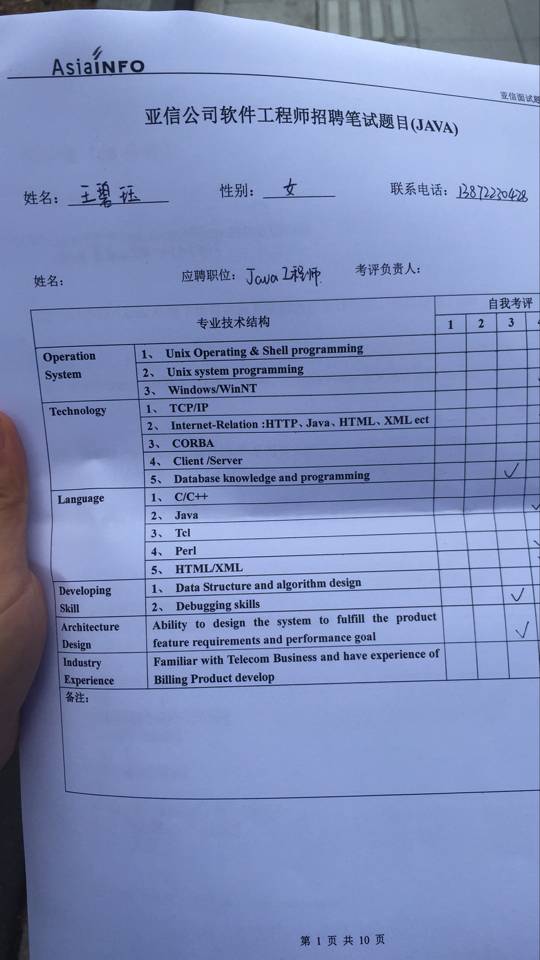 AsiaINFO
亚信面试题
亚信公司软件工程师招聘笔试题目(JAVA)
姓名: 王碧珏 性别: 女 联系电话: 13872230428
姓名: 应聘职位: Java工程师 考评负责人:
专业技术结构 自我考评
1 2 3 4
Operation System
1、 Unix Operating & Shell programming
2、 Unix system programming
3、 Windows/WinNT
Technology
1、 TCP/IP
2、 Internet-Relation :HTTP、Java、HTML、XML ect
3、 CORBA
4、 Client /Server
5、 Database knowledge and programming ✓
Language
1、 C/C++
2、 Java ✓
3、 Tcl
4、 Perl
5、 HTML/XML
Developing Skill
1、 Data Structure and algorithm design
2、 Debugging skills ✓
Architecture Design
Ability to design the system to fulfill the product
feature requirements and performance goal ✓
Industry Experience
Familiar with Telecom Business and have experience of
Billing Product develop
备注:
第 1 页 共 10 页